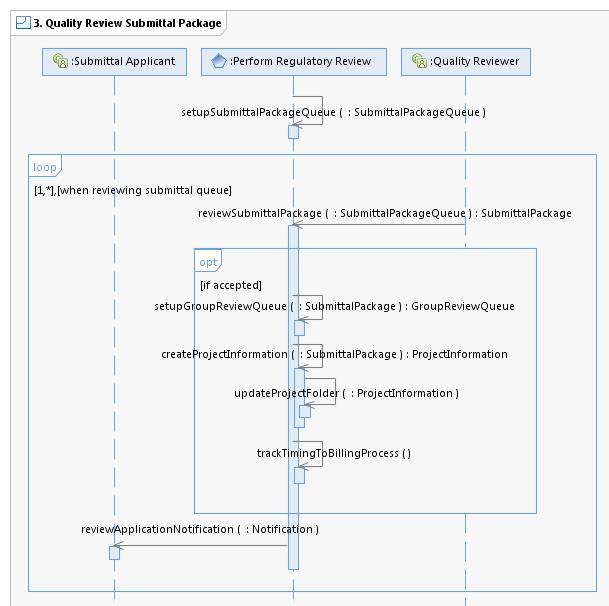 3. Quality Review Submittal Package
:Submittal Applicant
:Perform Regulatory Review
:Quality Reviewer
setupSubmittalPackageQueue ( : SubmittalPackageQueue )
loop
[1,*],[when reviewing submittal queue]
reviewSubmittalPackage ( : SubmittalPackageQueue ) : SubmittalPackage
opt
[if accepted]
setupGroupReviewQueue ( : SubmittalPackage ) : GroupReviewQueue
createProjectInformation ( : SubmittalPackage ) : ProjectInformation
updateProjectFolder ( : ProjectInformation )
trackTimingToBillingProcess ()
reviewApplicationNotification ( : Notification )